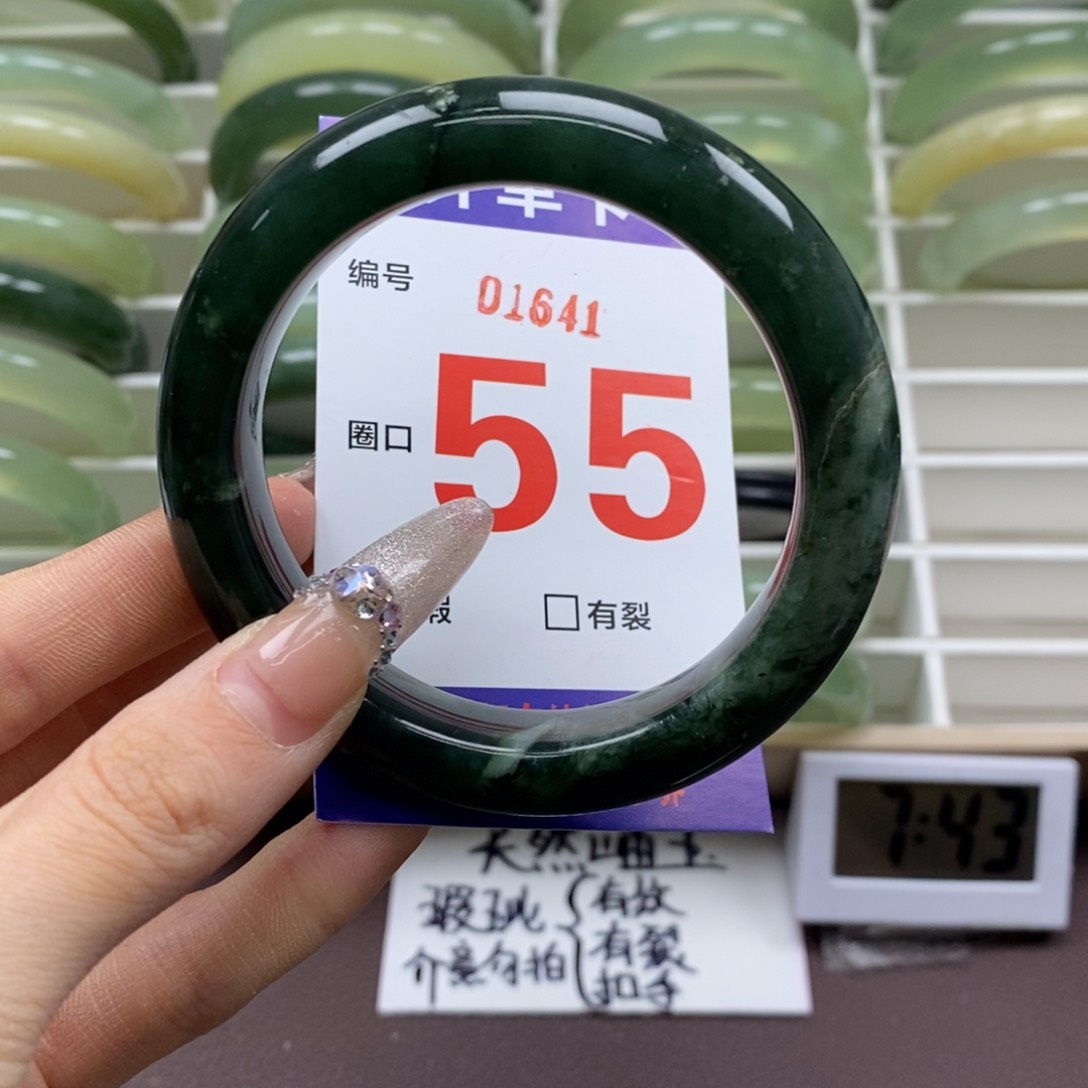 编号 01641
圈口 55
□有裂
天然岫玉
瑕玼 有纹
介意勿拍 有裂
扣手
7:43